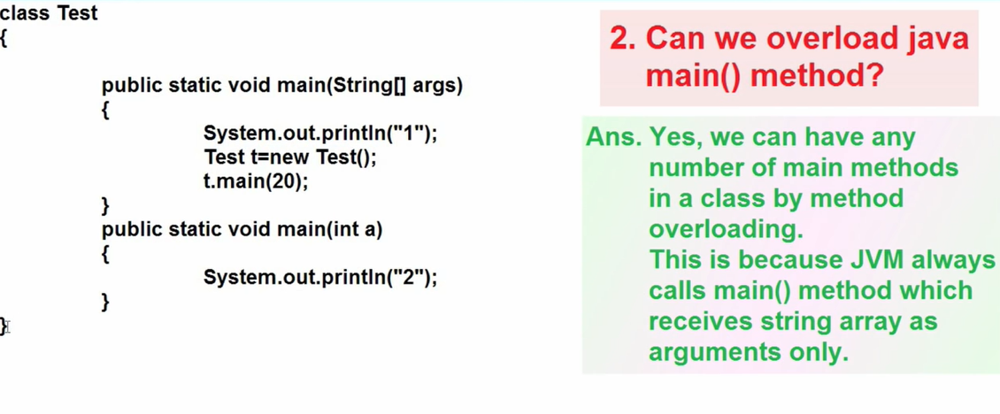 class Test
{
public static void main(String[] args)
{
System.out.println("1");
Test t=new Test();
t.main(20);
}
public static void main(int a)
{
System.out.println("2");
}
}
2. Can we overload java
main() method?
Ans. Yes, we can have any
number of main methods
in a class by method
overloading.
This is because JVM always
calls main() method which
receives string array as
arguments only.